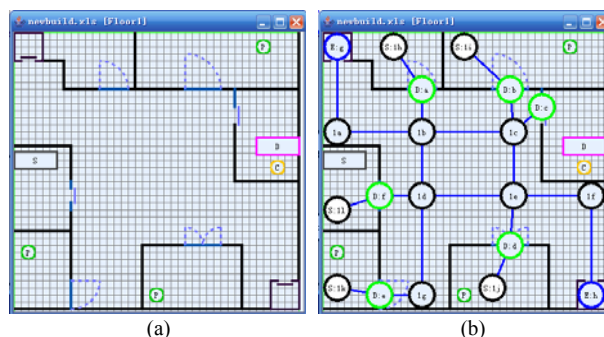 newbuild.xls [Floor1]
P
D
C
S
P
P
(a)
newbuild.xls [Floor1]
E:g
S:1h
S:1i
P
D:a
D:b
D:c
1a
1b
1c
D
C
S:1l
D:f
1d
1e
1f
D:d
P
S:1k
D:e
1g
S:1j
E:h
(b)